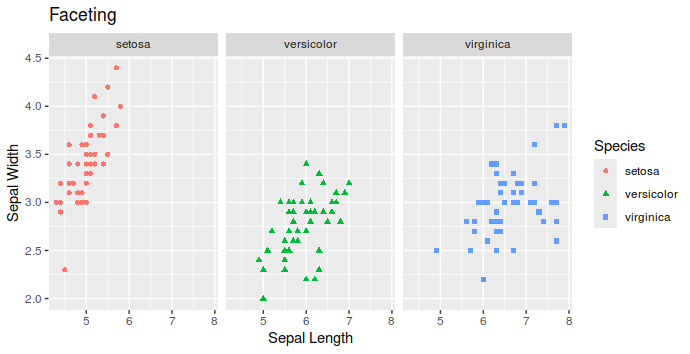 Faceting
setosa
versicolor
virginica
4.5
4.0
3.5
3.0
2.5
2.0
Sepal Width
5 6 7 8
5 6 7 8
5 6 7 8
Sepal Length
Species
setosa
versicolor
virginica